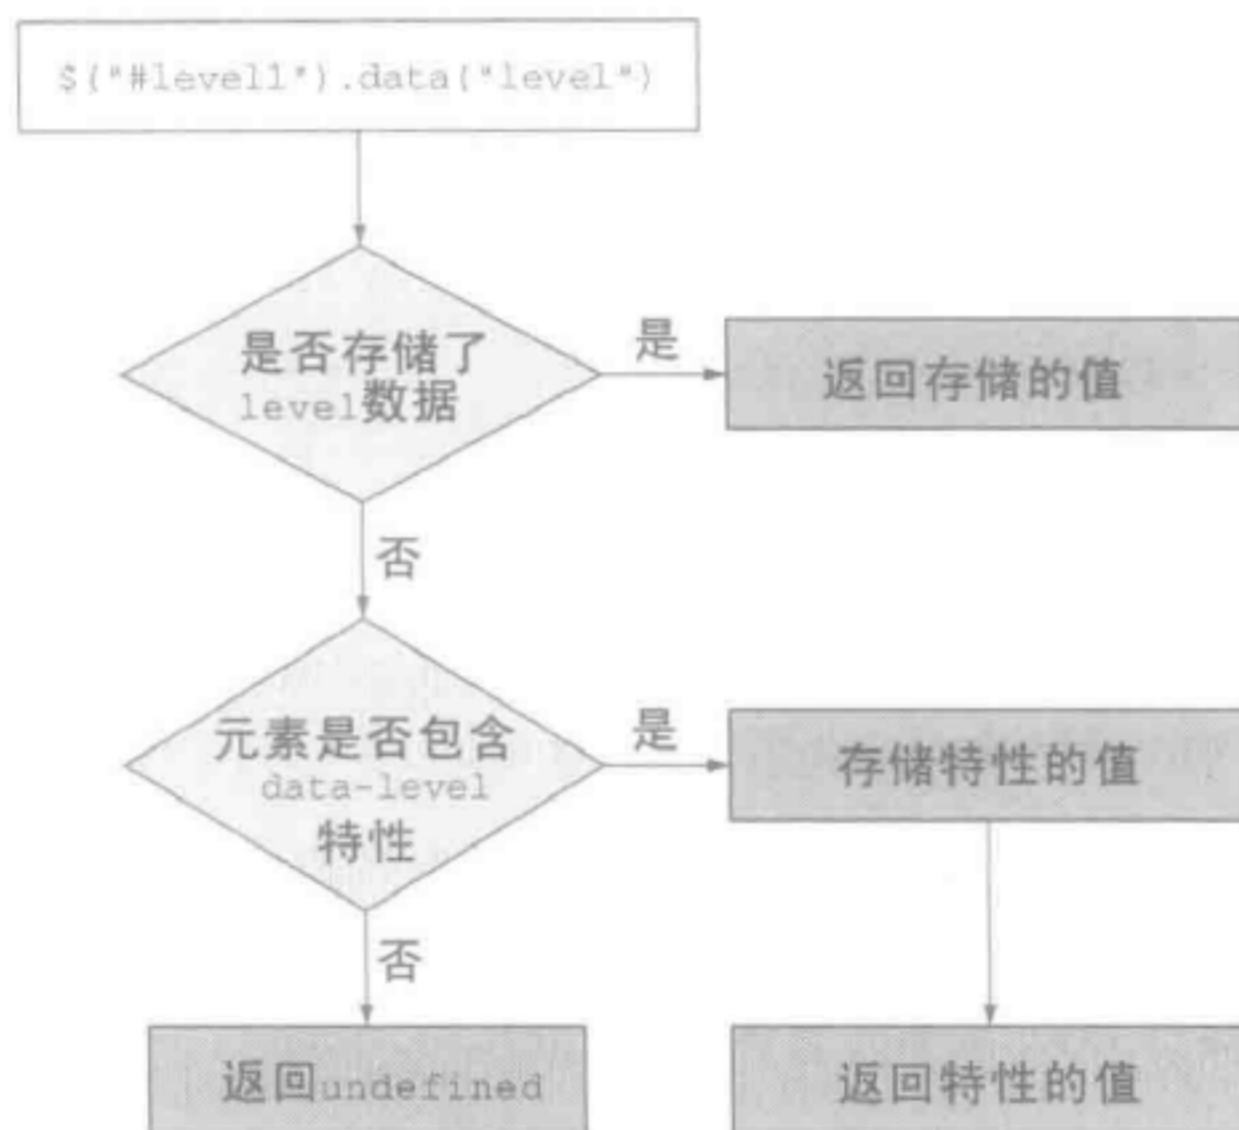 $("#level1").data("level")
是否存储了
level数据
是
返回存储的值
否
元素是否包含
data-level
特性
是
存储特性的值
否
返回undefined
返回特性的值